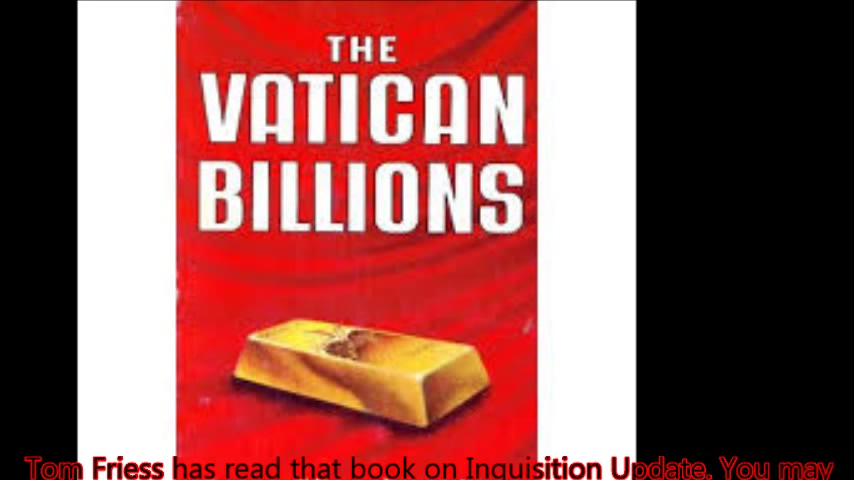 THE
VATICAN
BILLIONS
Tom Friess has read that book on Inquisition Update. You may